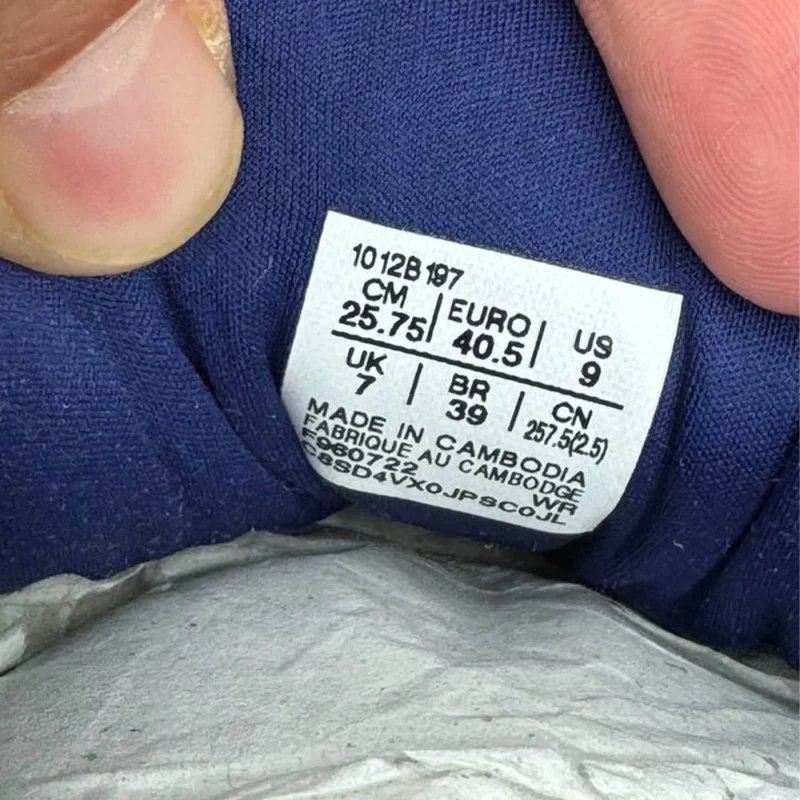 1012B197
CM EURO US
25.75 40.5 9
UK BR CN
7 39 257.5(2.5)
MADE IN CAMBODIA
FABRIQUE AU CAMBODGE
F960722 WR
C8SD4VX0JPSC0JL